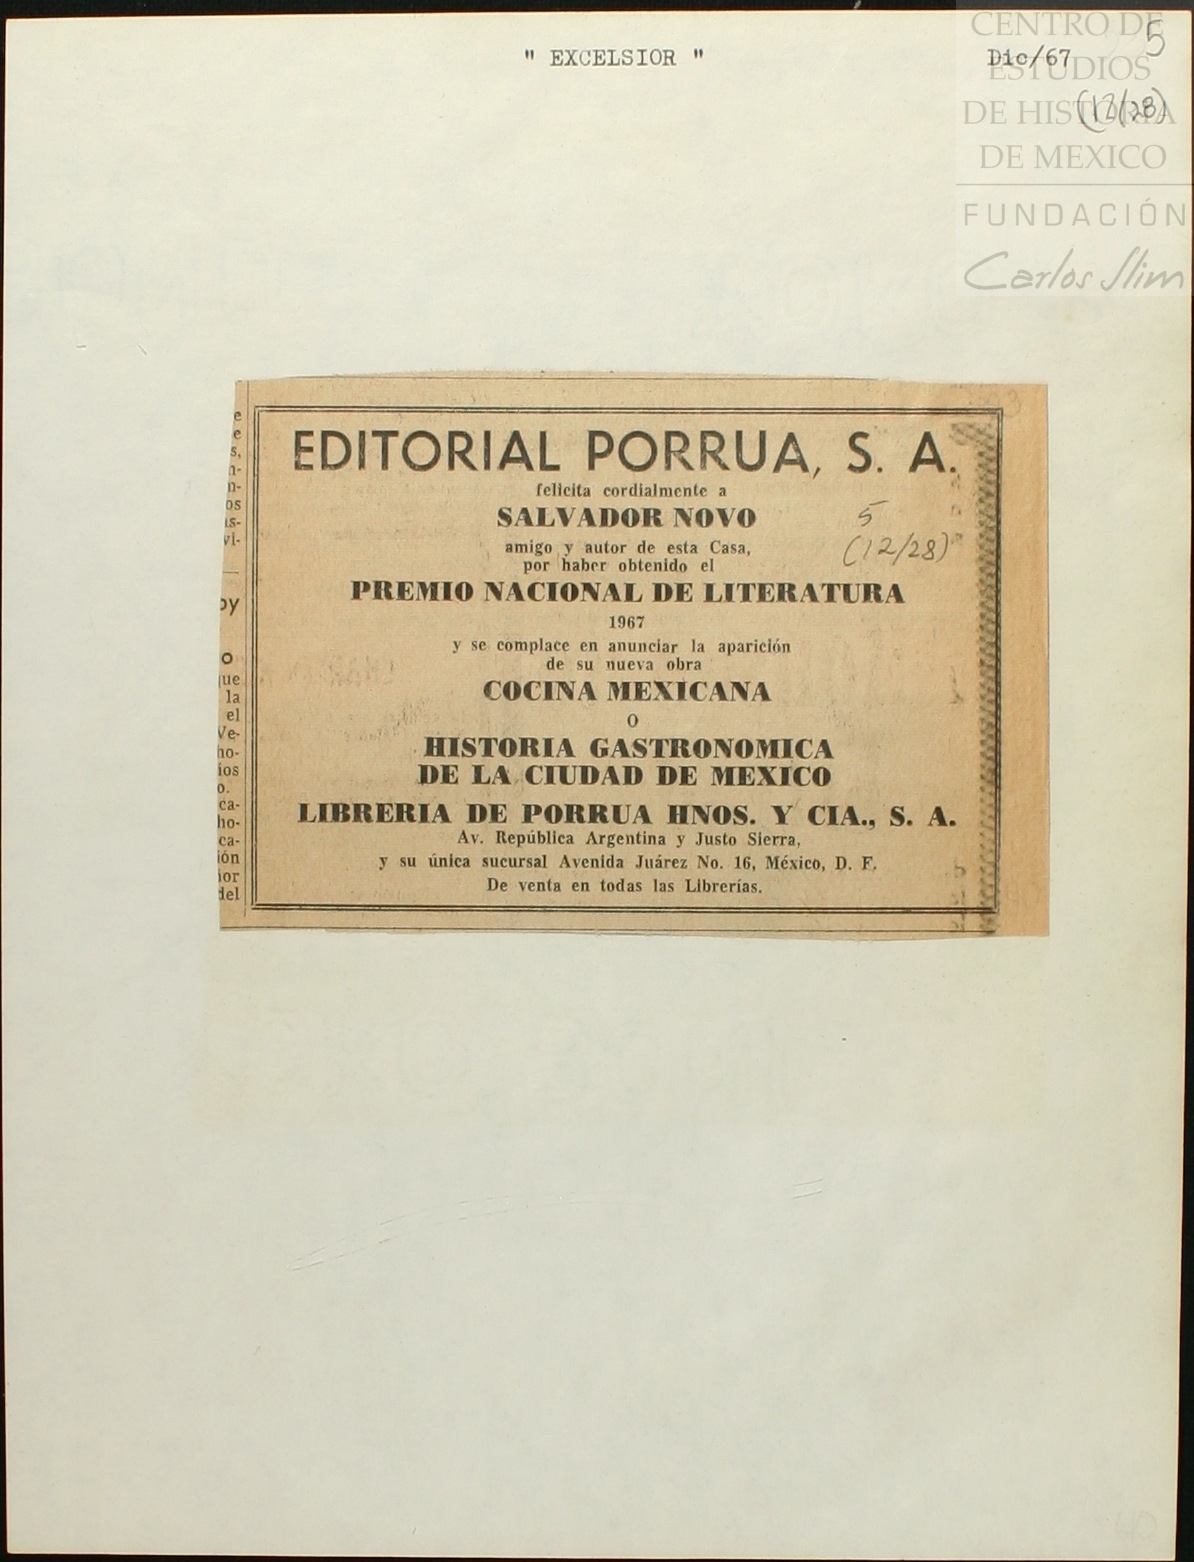 CENTRO DE
ESTUDIOS
DE HISTORIA
DE MEXICO
FUNDACIÓN
Carlos Slim
" EXCELSIOR "
Dic/67
5
(12/28)
EDITORIAL PORRUA, S. A.
felicita cordialmente a
SALVADOR NOVO
5
amigo y autor de esta Casa,
(12/28)
por haber obtenido el
PREMIO NACIONAL DE LITERATURA
1967
y se complace en anunciar la aparición
de su nueva obra
COCINA MEXICANA
O
HISTORIA GASTRONOMICA
DE LA CIUDAD DE MEXICO
LIBRERIA DE PORRUA HNOS. Y CIA., S. A.
Av. República Argentina y Justo Sierra,
y su única sucursal Avenida Juárez No. 16, México, D. F.
De venta en todas las Librerías.
la
el
del